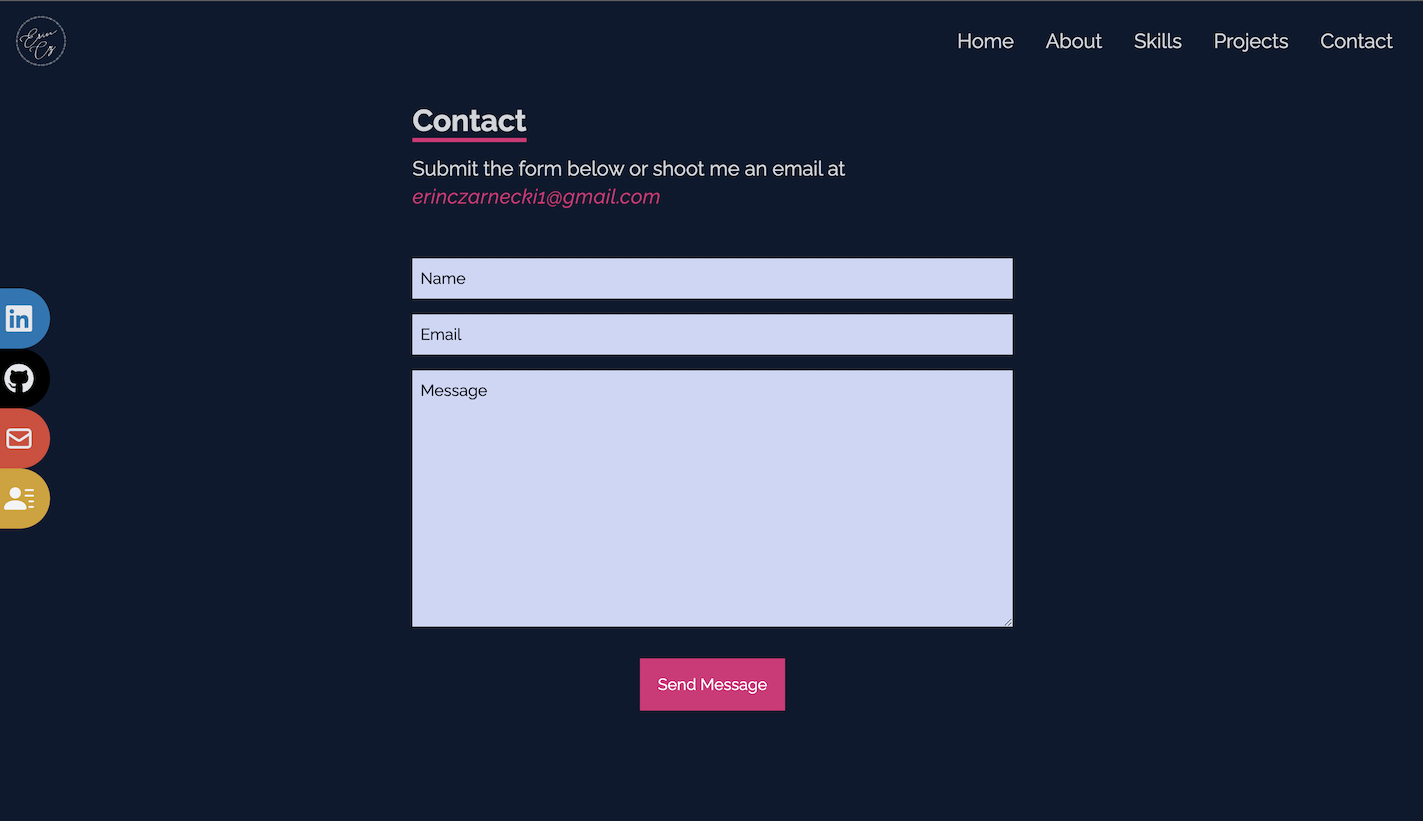 Erin
Cz
Home About Skills Projects Contact
Contact
Submit the form below or shoot me an email at
erinczarnecki1@gmail.com
Name
Email
in
Message
Send Message